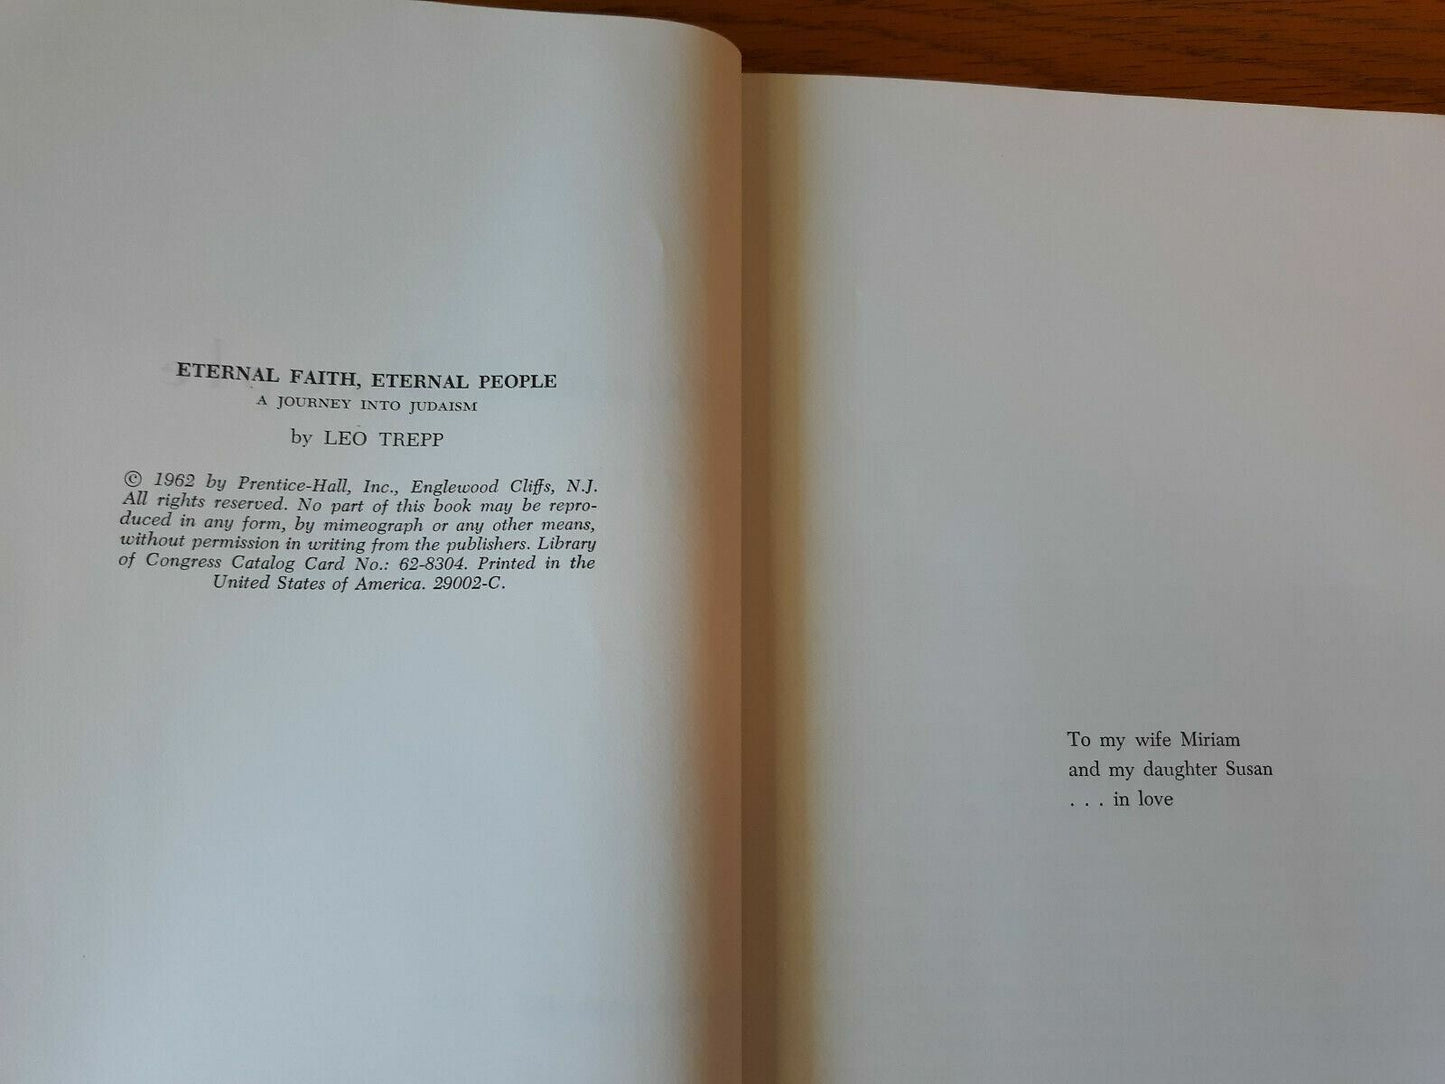 ETERNAL FAITH, ETERNAL PEOPLE
A JOURNEY INTO JUDAISM
by LEO TREPP
© 1962 by Prentice-Hall, Inc., Englewood Cliffs, N.J.
All rights reserved. No part of this book may be repro-
duced in any form, by mimeograph or any other means,
without permission in writing from the publishers. Library
of Congress Catalog Card No.: 62-8304. Printed in the
United States of America. 29002-C.
To my wife Miriam
and my daughter Susan
. . . in love